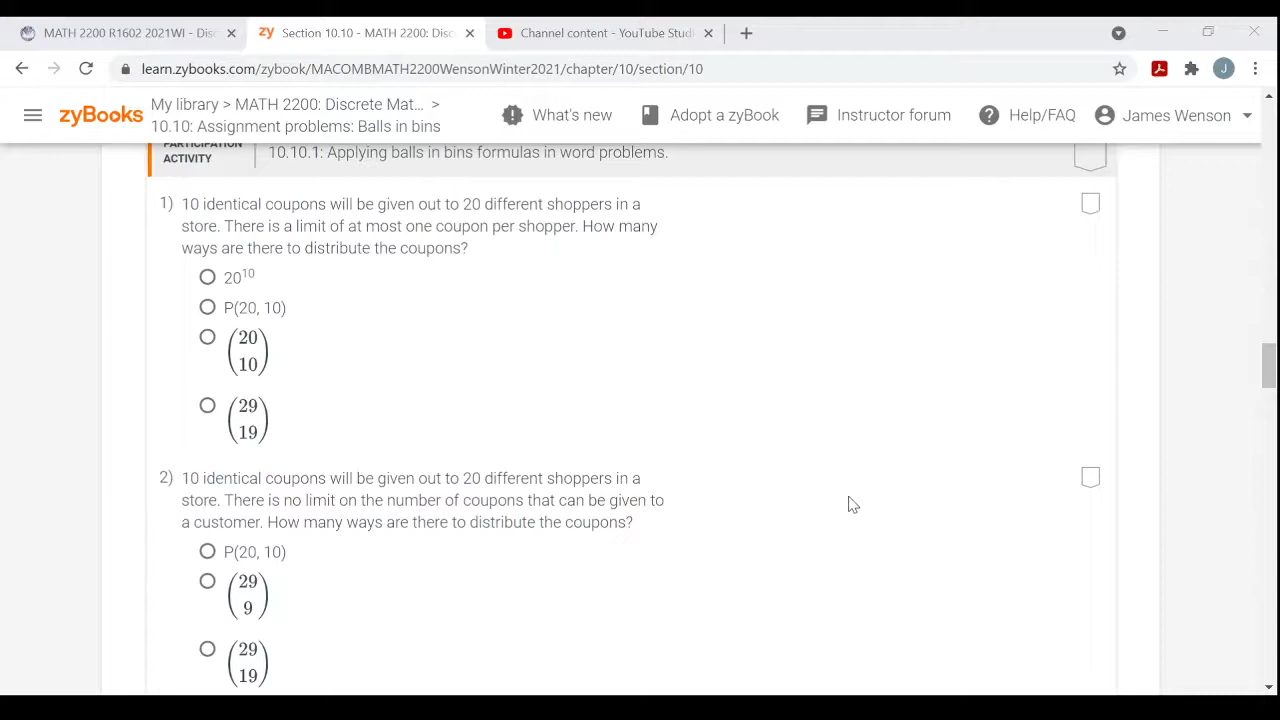 MATH 2200 R1602 2021WI - Disc
Section 10.10 - MATH 2200: Disc
Channel content - YouTube Studi
learn.zybooks.com/zybook/MACOMBMATH2200WensonWinter2021/chapter/10/section/10
J
zyBooks
My library > MATH 2200: Discrete Mat... >
10.10: Assignment problems: Balls in bins
What's new
Adopt a zyBook
Instructor forum
Help/FAQ
James Wenson
PARTICIPATION
ACTIVITY
10.10.1: Applying balls in bins formulas in word problems.
1) 10 identical coupons will be given out to 20 different shoppers in a
store. There is a limit of at most one coupon per shopper. How many
ways are there to distribute the coupons?
20^10
P(20, 10)
(20
10)
(29
19)
2) 10 identical coupons will be given out to 20 different shoppers in a
store. There is no limit on the number of coupons that can be given to
a customer. How many ways are there to distribute the coupons?
P(20, 10)
(29
9)
(29
19)